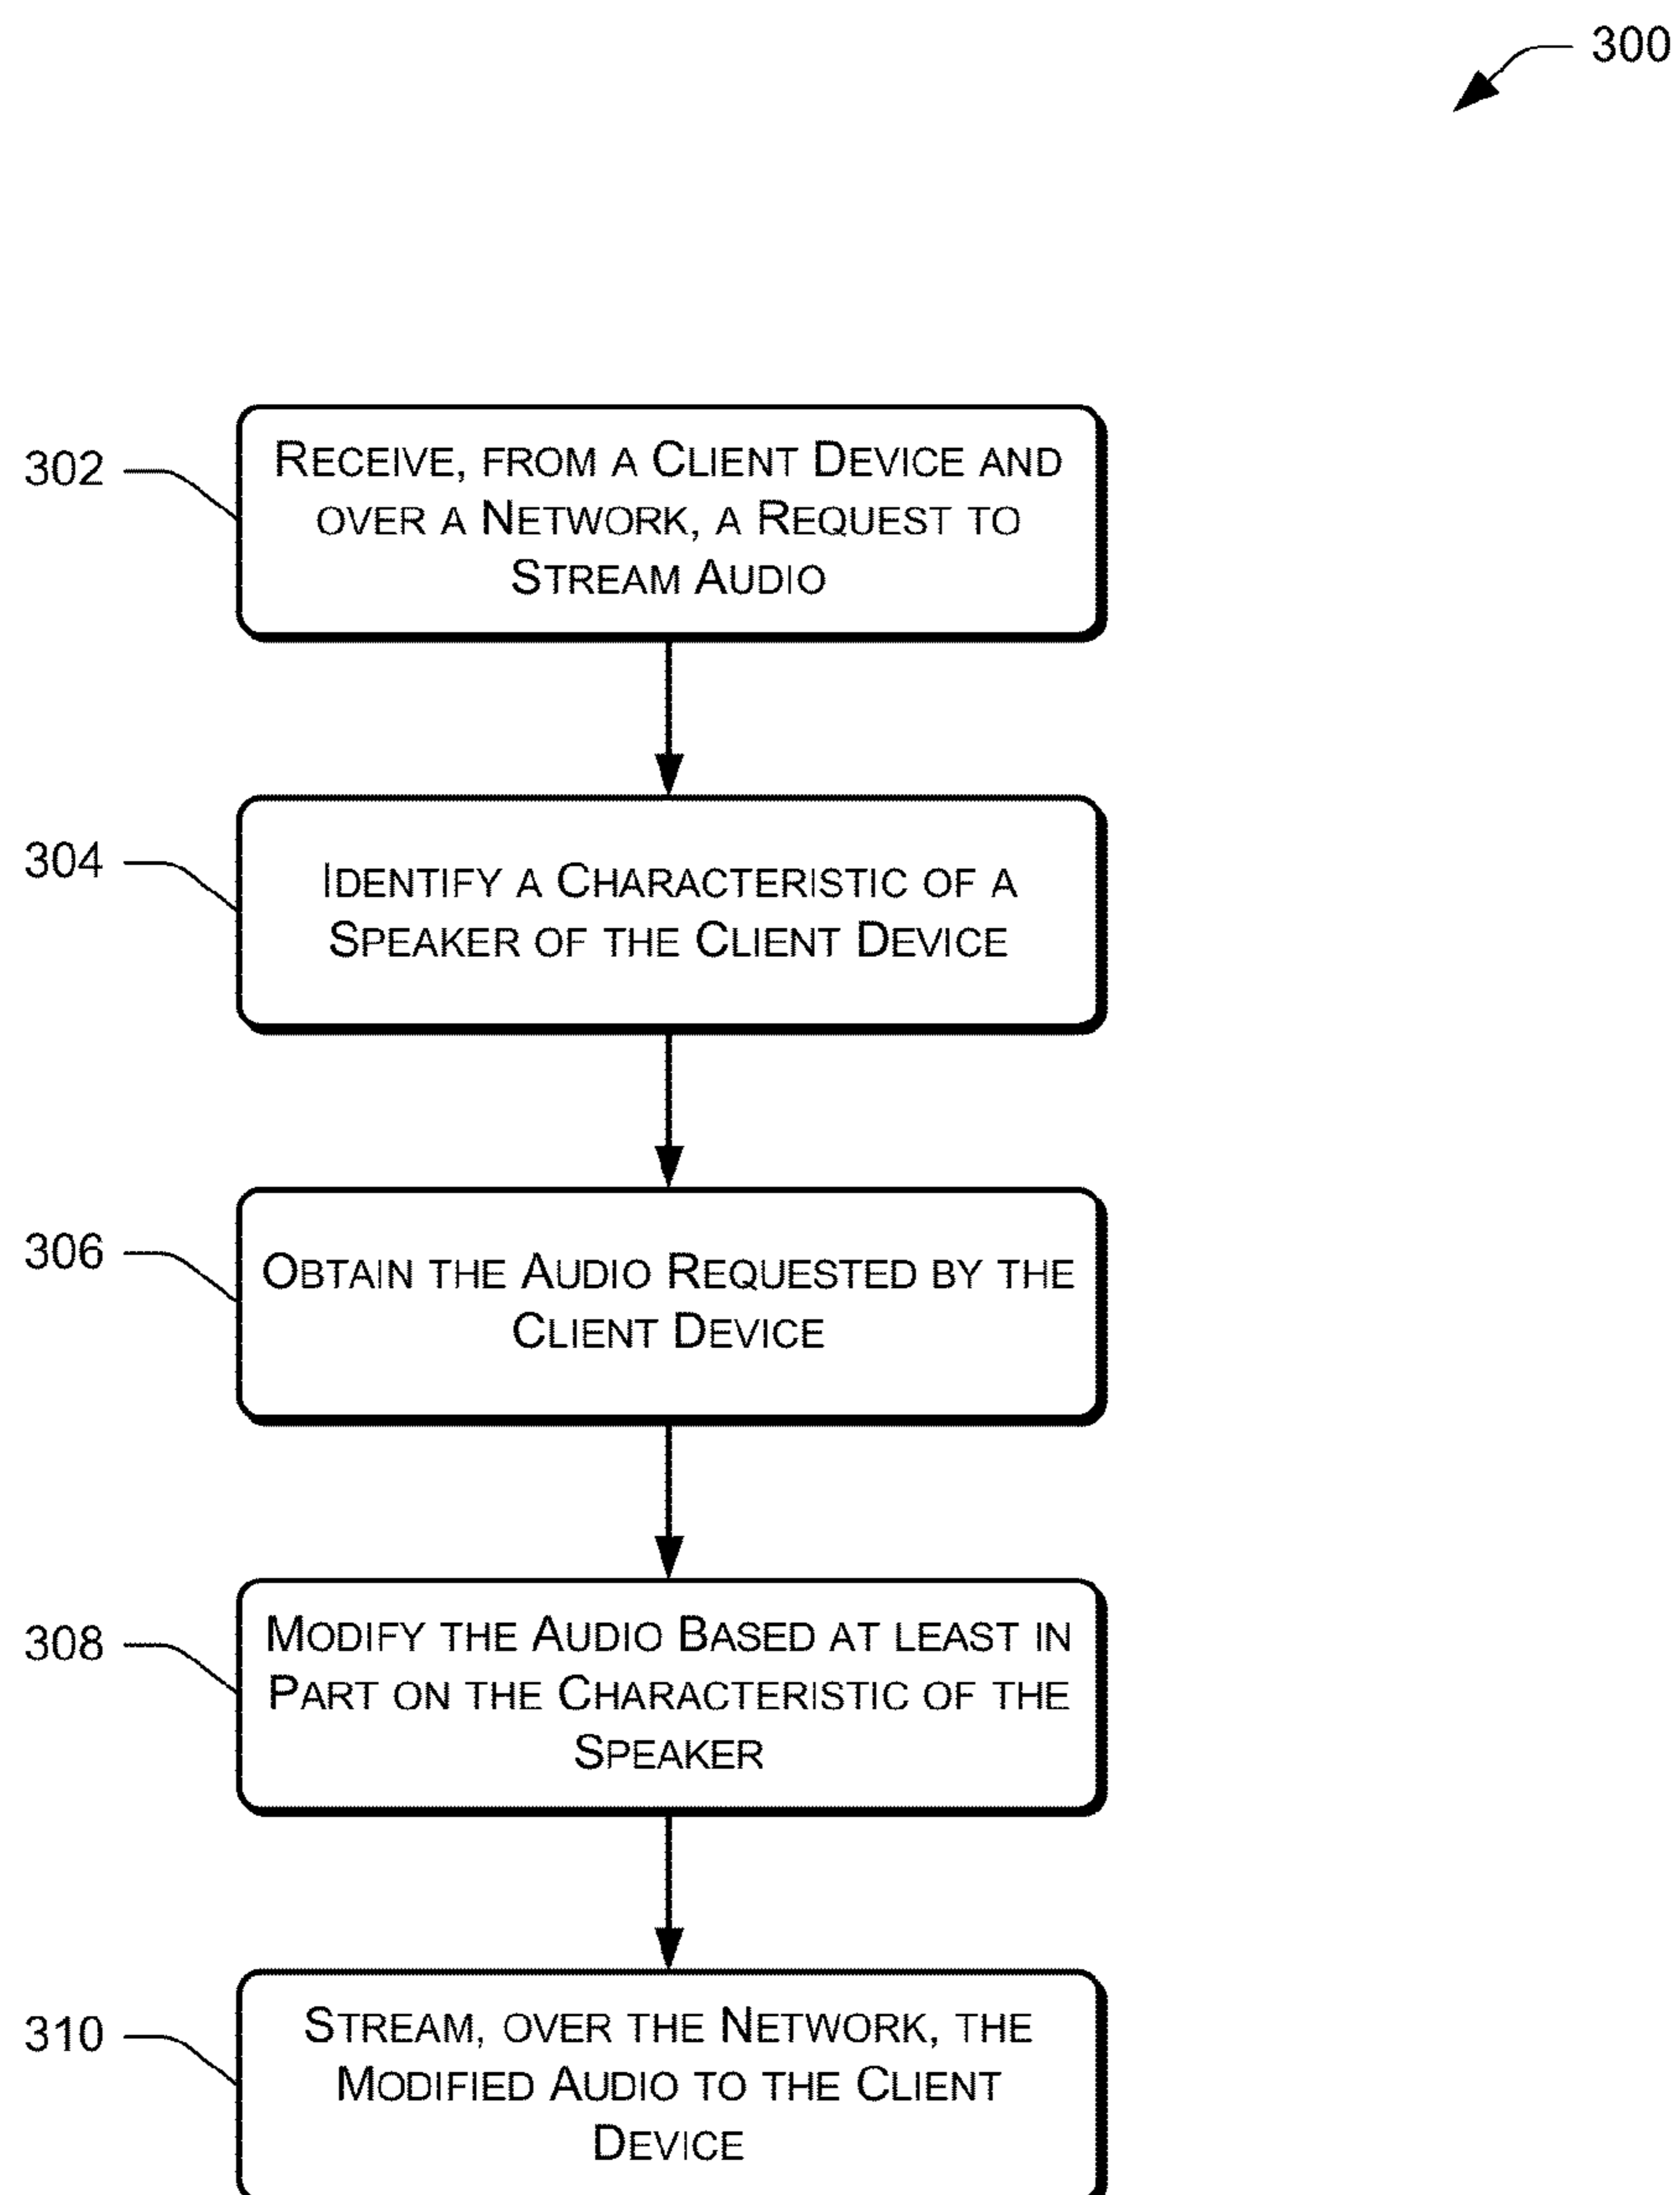 300
302
RECEIVE, FROM A CLIENT DEVICE AND
OVER A NETWORK, A REQUEST TO
STREAM AUDIO
304
IDENTIFY A CHARACTERISTIC OF A
SPEAKER OF THE CLIENT DEVICE
306
OBTAIN THE AUDIO REQUESTED BY THE
CLIENT DEVICE
308
MODIFY THE AUDIO BASED AT LEAST IN
PART ON THE CHARACTERISTIC OF THE
SPEAKER
310
STREAM, OVER THE NETWORK, THE
MODIFIED AUDIO TO THE CLIENT
DEVICE